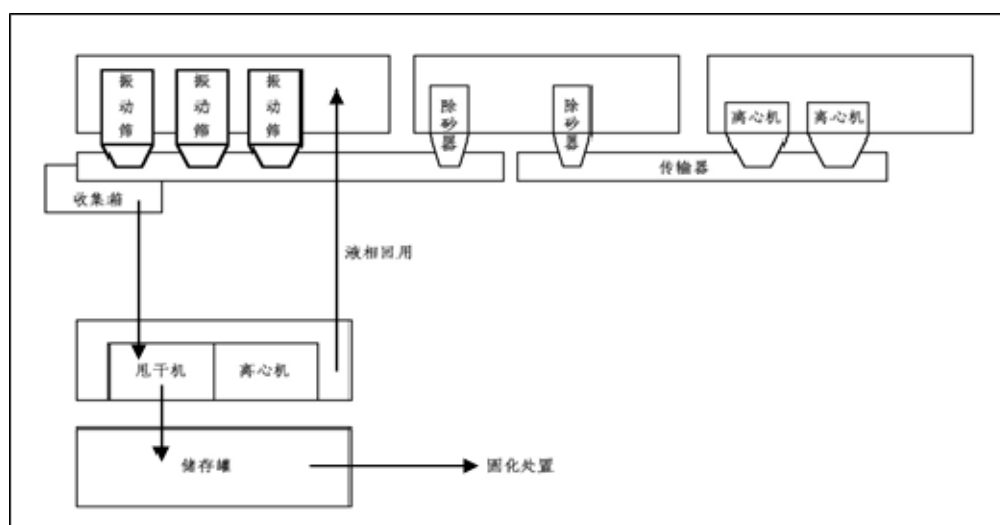 振动筛
振动筛
振动筛
除砂器
除砂器
离心机
离心机
传输器
收集箱
液相回用
甩干机
离心机
储存罐
固化处置